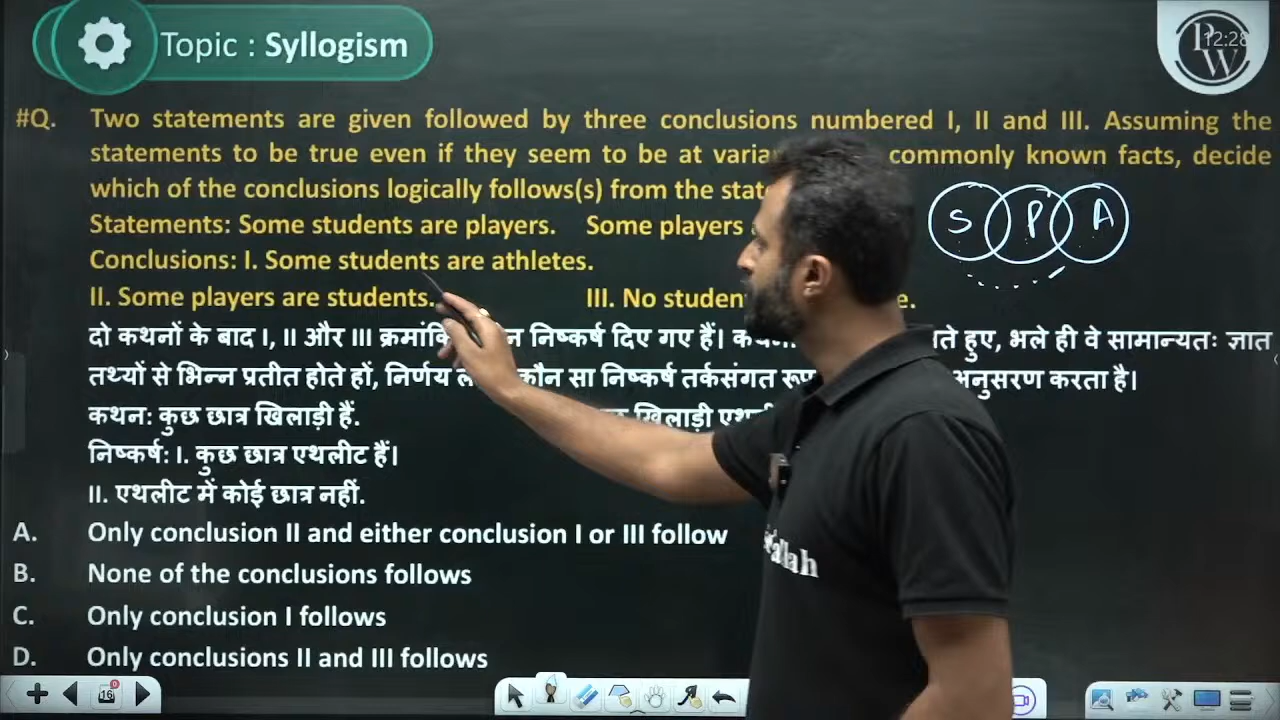 Topic : Syllogism
PW
12:28
#Q. Two statements are given followed by three conclusions numbered I, II and III. Assuming the
statements to be true even if they seem to be at commonly known facts, decide
which of the conclusions logically follows(s) from the
Statements: Some students are players. Some players
S P A
Conclusions: I. Some students are athletes.
II. Some players are students. III. No
दो कथनों के बाद I, II और III निष्कर्ष दिए गए हैं। हुए, भले ही वे सामान्यतः ज्ञात
तथ्यों से भिन्न प्रतीत होते हों, निर्णय कौन सा निष्कर्ष तर्कसंगत अनुसरण करता है।
कथन: कुछ छात्र खिलाड़ी हैं. खिलाड़ी
निष्कर्ष: I. कुछ छात्र एथलीट हैं।
II. एथलीट में कोई छात्र नहीं.
A. Only conclusion II and either conclusion I or III follow
B. None of the conclusions follows
C. Only conclusion I follows
D. Only conclusions II and III follows
16